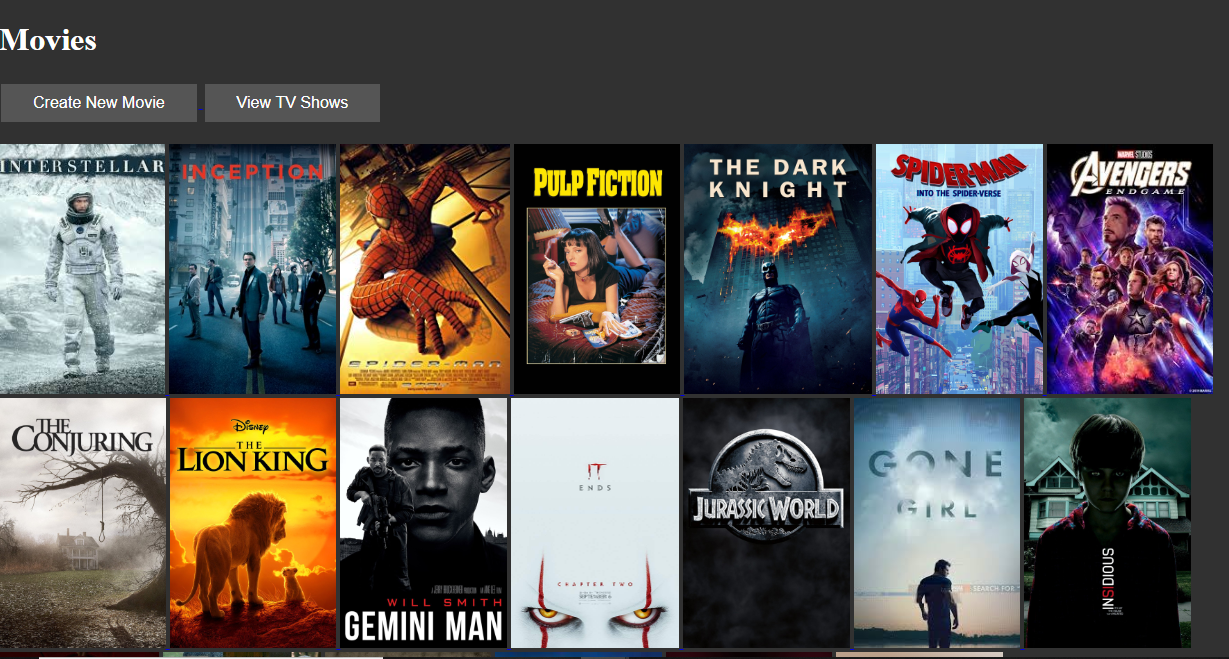 Movies
Create New Movie
View TV Shows
INTERSTELLAR
INCEPTION
SPIDER-MAN
PULP FICTION
THE DARK
KNIGHT
SPIDER-MAN
INTO THE SPIDER-VERSE
MARVEL STUDIOS
AVENGERS
ENDGAME
THE
CONJURING
Disney
THE
LION KING
WILL SMITH
GEMINI MAN
IT
ENDS
CHAPTER TWO
JURASSIC WORLD
GONE
GIRL
INSIDIOUS